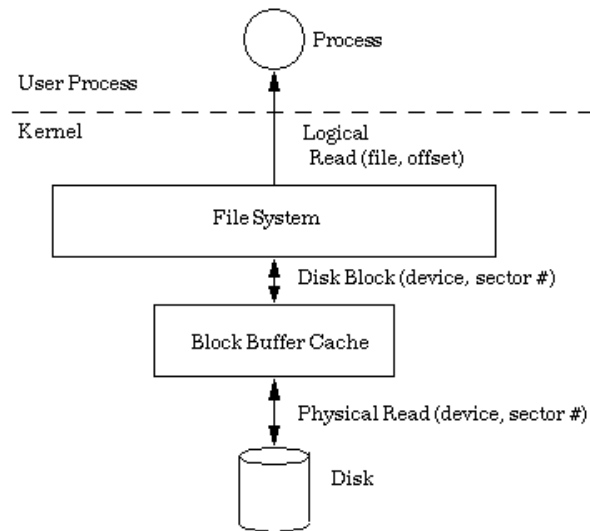 Process
User Process
Kernel
Logical
Read (file, offset)
File System
Disk Block (device, sector #)
Block Buffer Cache
Physical Read (device, sector #)
Disk